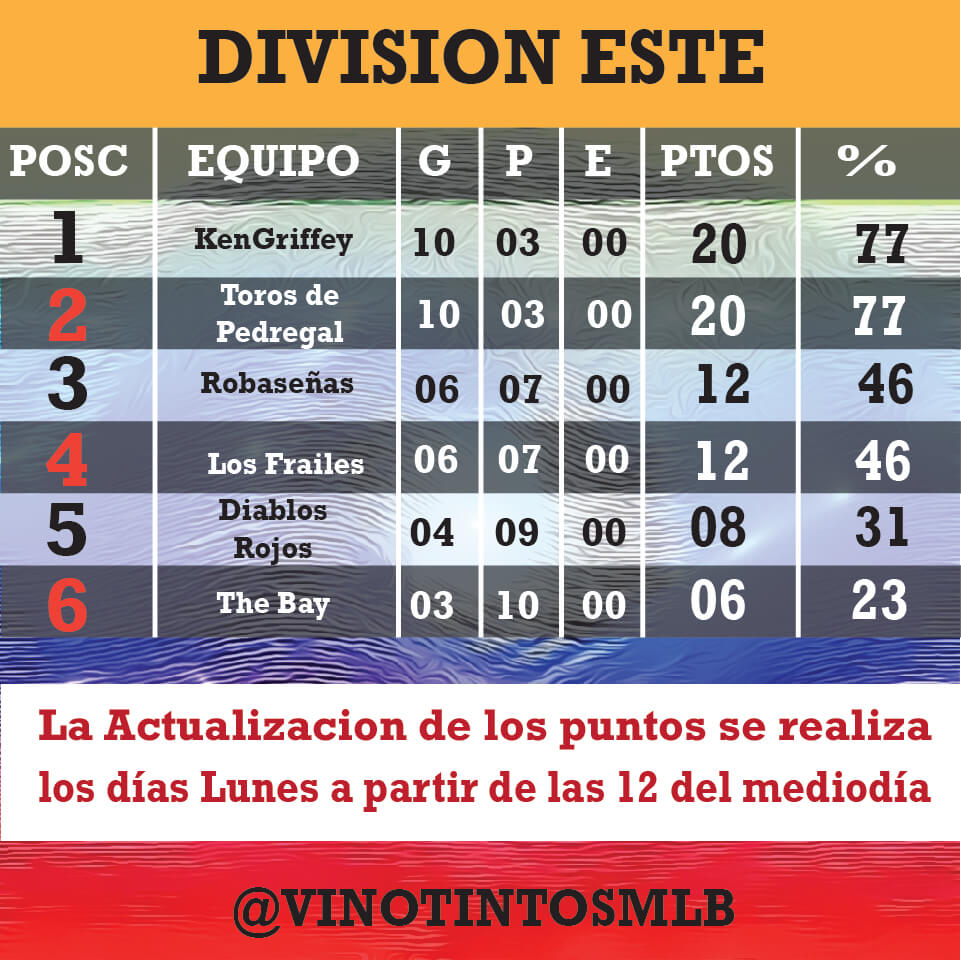 DIVISION ESTE
POSC EQUIPO G P E PTOS %
1 KenGriffey 10 03 00 20 77
2 Toros de
Pedregal 10 03 00 20 77
3 Robaseñas 06 07 00 12 46
4 Los Frailes 06 07 00 12 46
5 Diablos
Rojos 04 09 00 08 31
6 The Bay 03 10 00 06 23
La Actualizacion de los puntos se realiza
los días Lunes a partir de las 12 del mediodía
@VINOTINTOSMLB